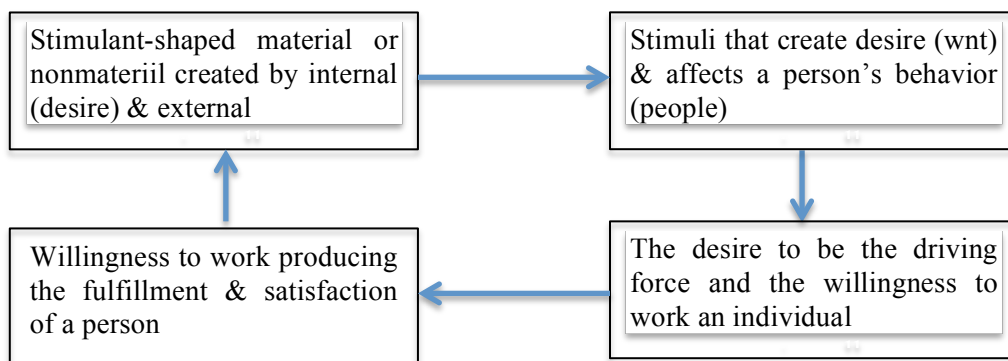 Stimulant-shaped material or
nonmateriil created by internal
(desire) & external
Stimuli that create desire (wnt)
& affects a person’s behavior
(people)
The desire to be the driving
force and the willingness to
work an individual
Willingness to work producing
the fulfillment & satisfaction
of a person